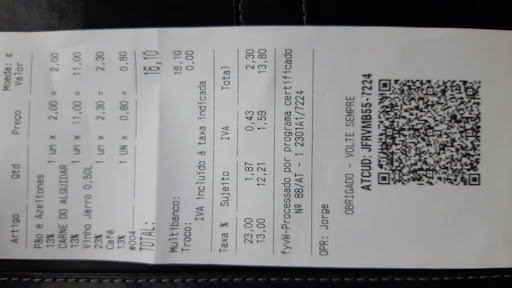 Moeda: €
Artigo Qtd Preço Valor
Pão e Azeitonas
13% 1 un X 2,00 = 2,00
CARNE DO ALGUIDAR
13% 1 un X 11,00 = 11,00
Vinho Jarro 0,50L
23% 1 un X 2,30 = 2,30
Café
13% 1 UN X 0,80 = 0,80
#004
TOTAL: 16,10
Multibanco: 16,10
Troco: 0,00
IVA incluido à taxa indicada
Taxa % Sujeito IVA Total
23,00 1,87 0,43 2,30
13,00 12,21 1,59 13,80
fyvW-Processado por programa certificado
Nº 88/AT - 1 2301A1/7224
OPR: Jorge
OBRIGADO - VOLTE SEMPRE
ATCUD: JFRVNB55-7224